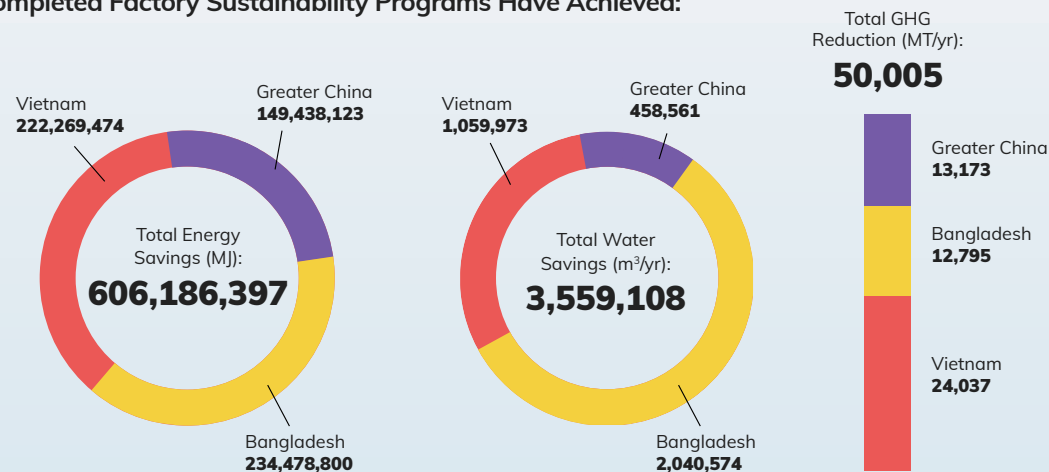 ompleted Factory Sustainability Programs Have Achieved:
Vietnam
222,269,474
Greater China
149,438,123
Total Energy
Savings (MJ):
606,186,397
Bangladesh
234,478,800
Vietnam
1,059,973
Greater China
458,561
Total Water
Savings (m³/yr):
3,559,108
Bangladesh
2,040,574
Total GHG
Reduction (MT/yr):
50,005
Greater China
13,173
Bangladesh
12,795
Vietnam
24,037